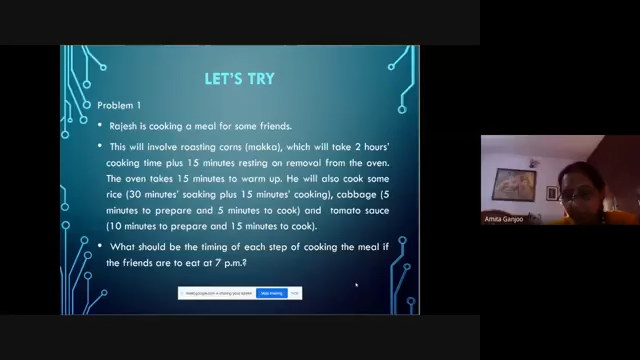 LET'S TRY
Problem 1
• Rajesh is cooking a meal for some friends.
• This will involve roasting corns (makka), which will take 2 hours'
cooking time plus 15 minutes resting on removal from the oven.
The oven takes 15 minutes to warm up. He will also cook some
rice (30 minutes' soaking plus 15 minutes' cooking), cabbage (5
minutes to prepare and 5 minutes to cook) and tomato sauce
(10 minutes to prepare and 15 minutes to cook).
• What should be the timing of each step of cooking the meal if
the friends are to eat at 7 p.m.?
Amita Ganjoo
Stop sharing